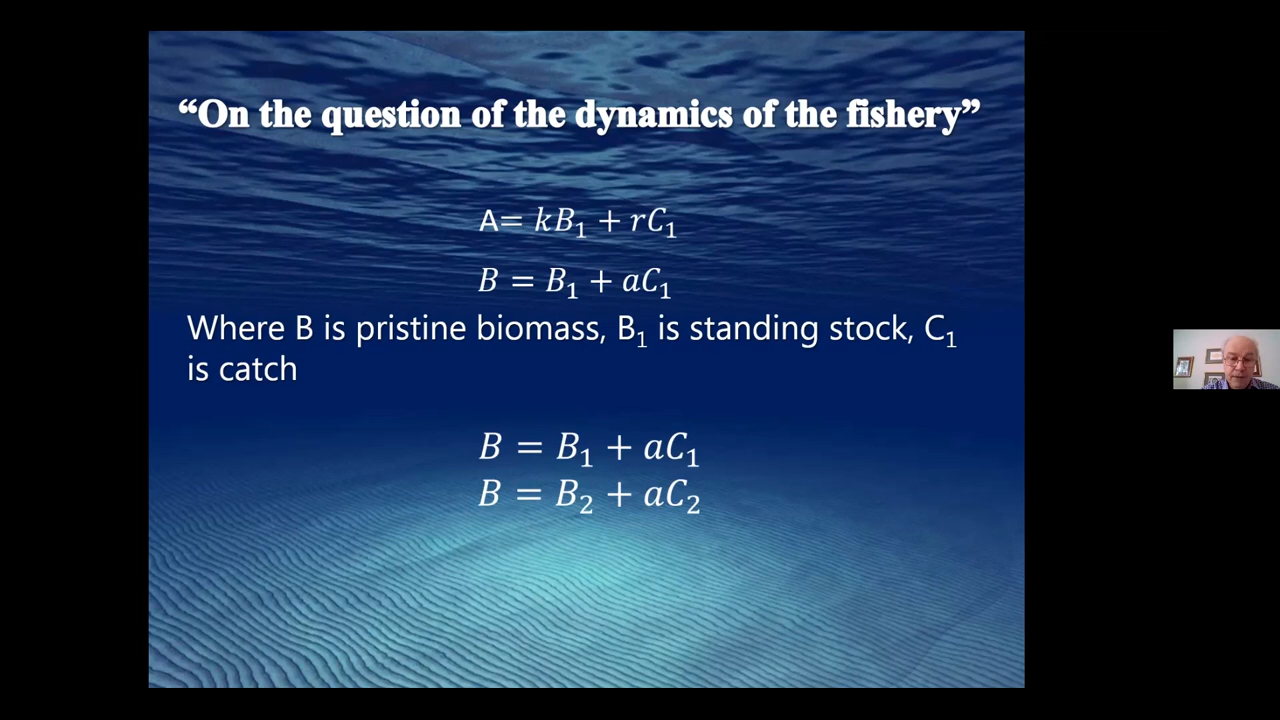 “On the question of the dynamics of the fishery”
A= kB₁ + rC₁
B = B₁ + aC₁
Where B is pristine biomass, B₁ is standing stock, C₁
is catch
B = B₁ + aC₁
B = B₂ + aC₂